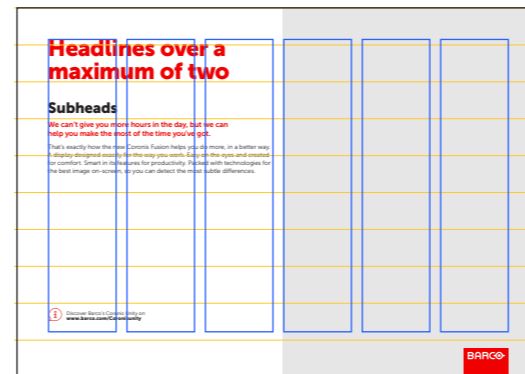 Headlines over a
maximum of two
Subheads
We can't give you more hours in the day, but we can
help you make the most of the time you've got.
That's exactly how the new Coronis Fusion helps you do more, in a better way.
A display designed exactly for the way you work. Easy on the eyes and created
for comfort. Smart in its features for productivity. Packed with technologies for
the best image on-screen, so you can detect the most subtle differences.
i
Discover Barco's Coronic Unity on
www.barco.com/Coronisunity
BARCO